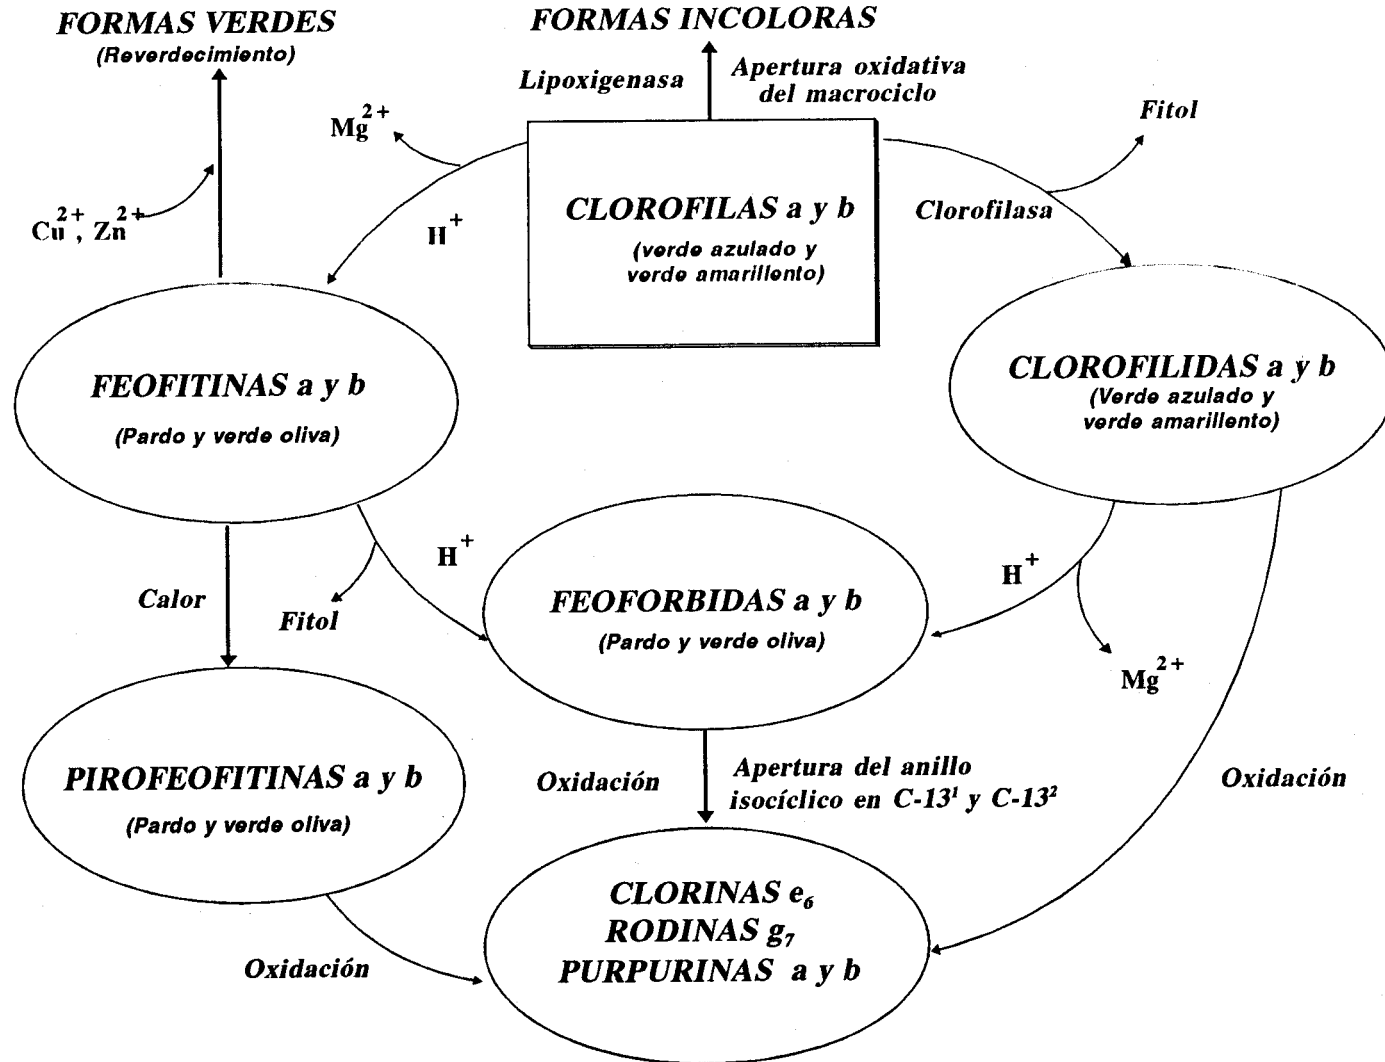 FORMAS VERDES
(Reverdecimiento)
FORMAS INCOLORAS
Lipoxigenasa
Apertura oxidativa
del macrociclo
Mg2+
Fitol
Cu2+, Zn2+
H+
CLOROFILAS a y b
(verde azulado y
verde amarillento)
Clorofilasa
FEOFITINAS a y b
(Pardo y verde oliva)
CLOROFILIDAS a y b
(Verde azulado y
verde amarillento)
Calor
Fitol
H+
FEOFORBIDAS a y b
(Pardo y verde oliva)
H+
Mg2+
PIROFEOFITINAS a y b
(Pardo y verde oliva)
Oxidación
Apertura del anillo
isocíclico en C-13¹ y C-13²
Oxidación
Oxidación
CLORINAS e₆
RODINAS g₇
PURPURINAS a y b